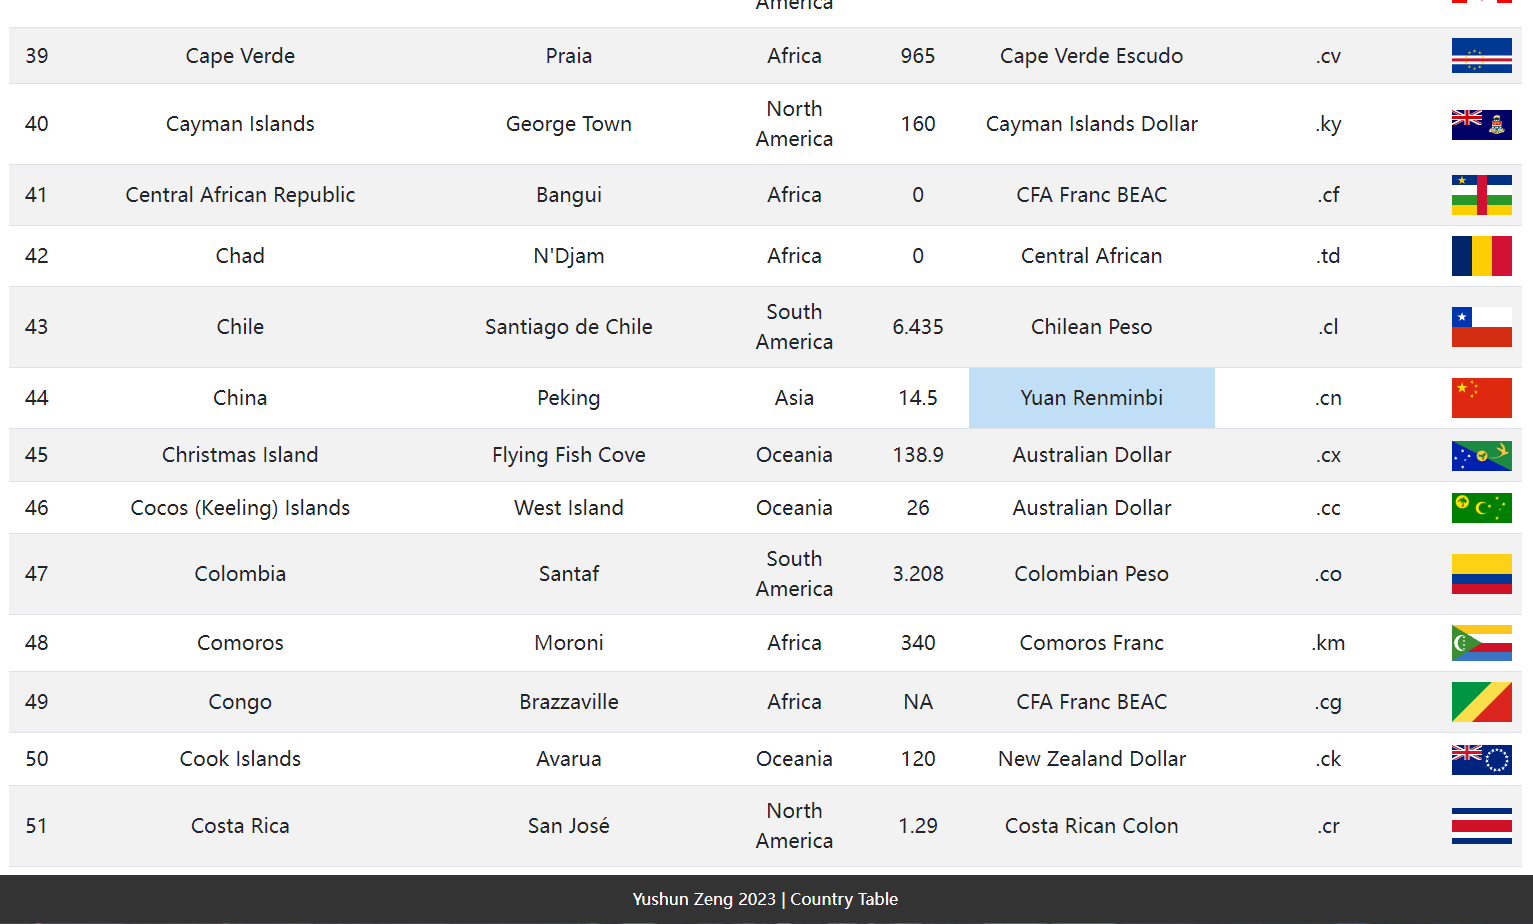 America
39 Cape Verde Praia Africa 965 Cape Verde Escudo .cv
40 Cayman Islands George Town North America 160 Cayman Islands Dollar .ky
41 Central African Republic Bangui Africa 0 CFA Franc BEAC .cf
42 Chad N'Djam Africa 0 Central African .td
43 Chile Santiago de Chile South America 6.435 Chilean Peso .cl
44 China Peking Asia 14.5 Yuan Renminbi .cn
45 Christmas Island Flying Fish Cove Oceania 138.9 Australian Dollar .cx
46 Cocos (Keeling) Islands West Island Oceania 26 Australian Dollar .cc
47 Colombia Santaf South America 3.208 Colombian Peso .co
48 Comoros Moroni Africa 340 Comoros Franc .km
49 Congo Brazzaville Africa NA CFA Franc BEAC .cg
50 Cook Islands Avarua Oceania 120 New Zealand Dollar .ck
51 Costa Rica San José North America 1.29 Costa Rican Colon .cr
Yushun Zeng 2023 | Country Table